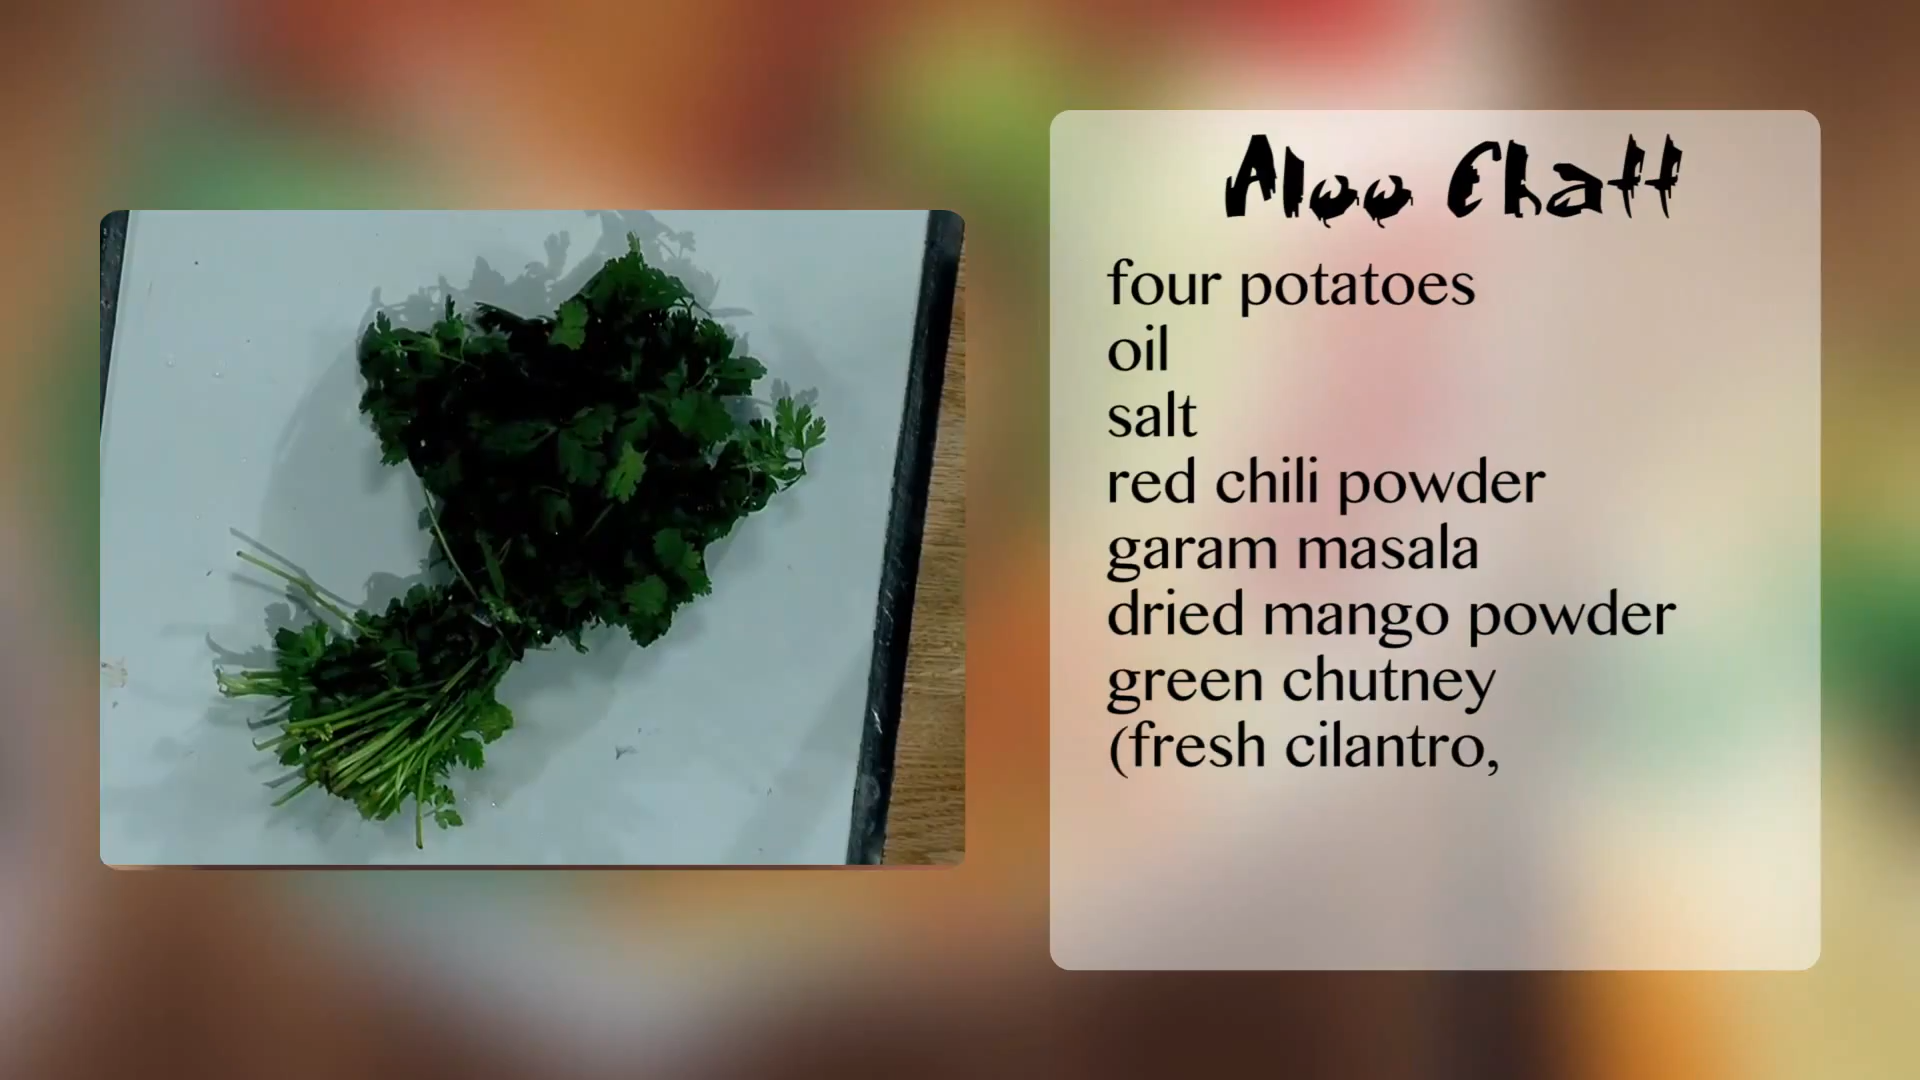 Aloo Chatt
four potatoes
oil
salt
red chili powder
garam masala
dried mango powder
green chutney
(fresh cilantro,